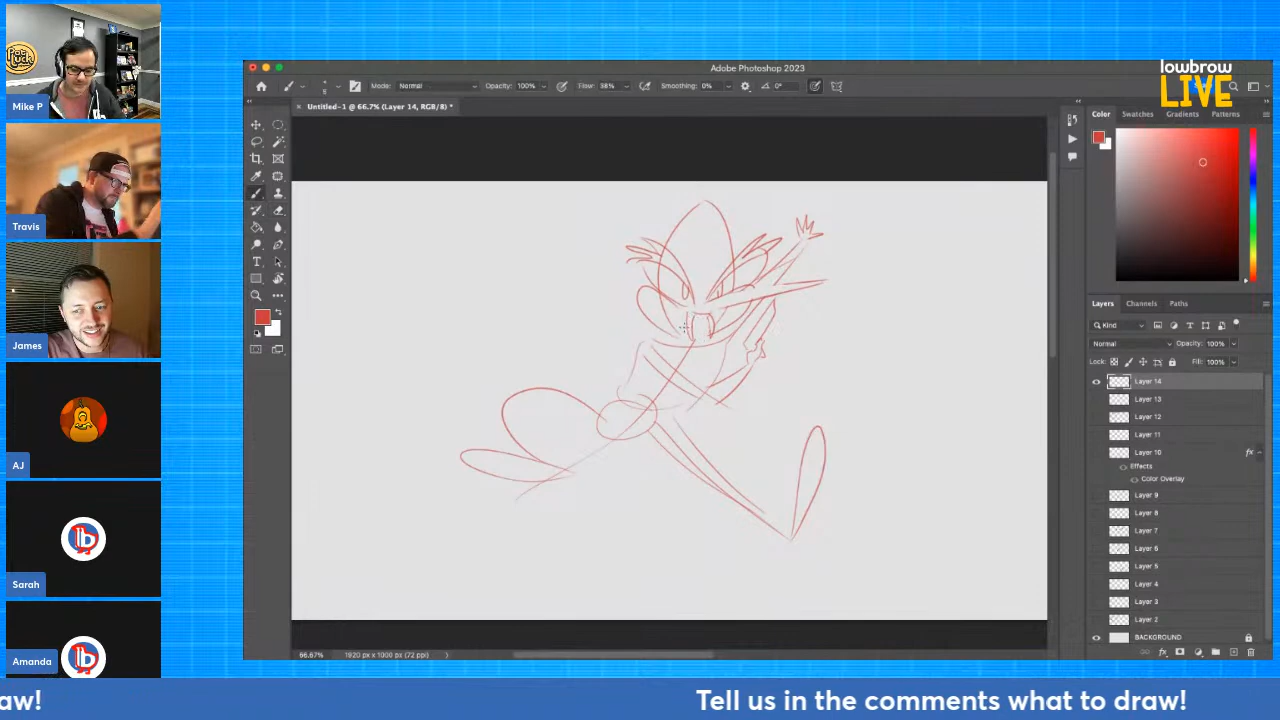 Mike P
Travis
James
AJ
Sarah
Amanda
Adobe Photoshop 2023
lowbrow
LIVE
Mode: Normal
Opacity: 100%
Flow: 38%
Smoothing: 0%
0°
Untitled-1 @ 66.7% (Layer 14, RGB/8) *
Color
Swatches
Gradients
Patterns
Layers
Channels
Paths
Kind
Normal
Opacity: 100%
Lock:
Fill: 100%
Layer 14
Layer 13
Layer 12
Layer 11
Layer 10
fx
Effects
Color Overlay
Layer 9
Layer 8
Layer 7
Layer 6
Layer 5
Layer 4
Layer 3
Layer 2
BACKGROUND
66.67%
1920 px x 1000 px (72 ppi)
aw!
Tell us in the comments what to draw!